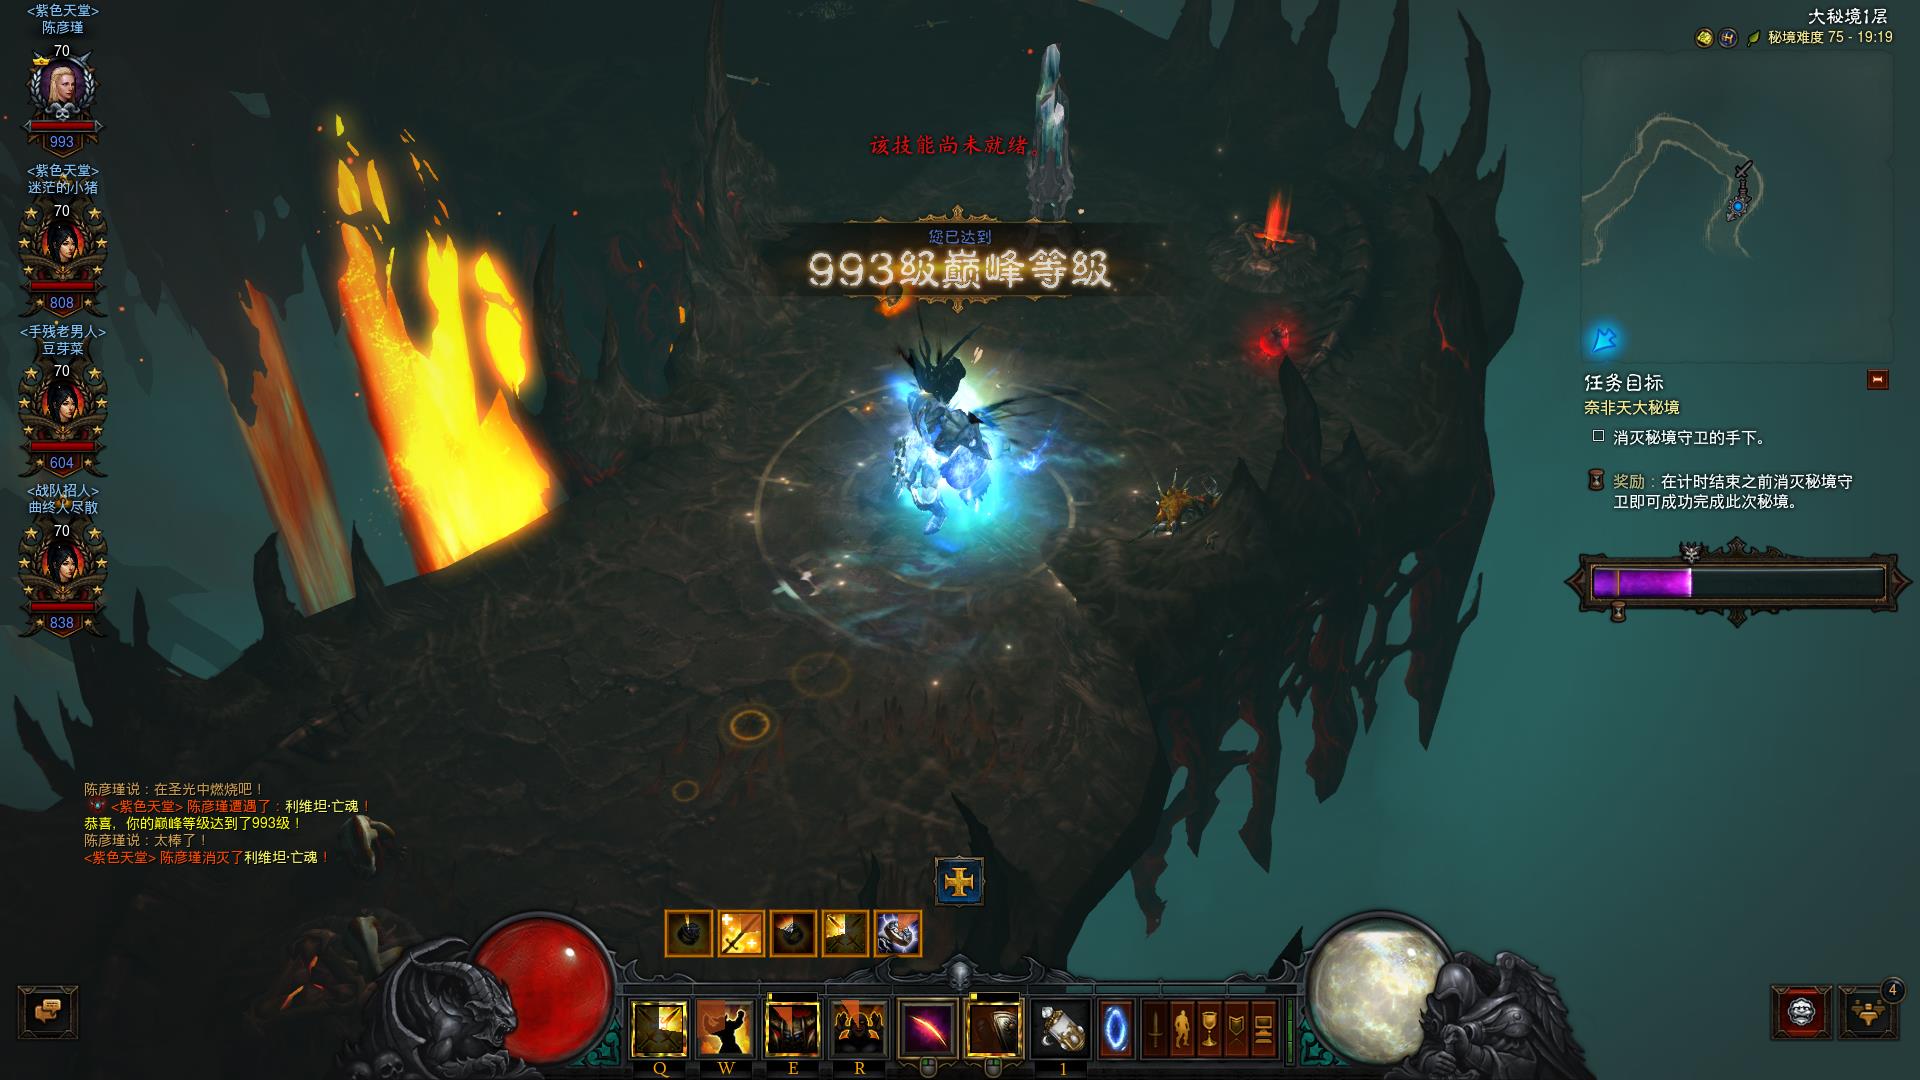 <紫色天堂>
陈彦瑾
70
993
<紫色天堂>
迷茫的小猪
70
808
<手残老男人>
豆芽菜
70
604
<战队招人>
曲终人尽散
70
838
该技能尚未就绪。
您已达到
993级巅峰等级
大秘境1层
秘境难度 75 - 19:19
任务目标
奈非天大秘境
消灭秘境守卫的手下。
奖励：在计时结束之前消灭秘境守
卫即可成功完成此次秘境。
陈彦瑾说：在圣光中燃烧吧！
<紫色天堂> 陈彦瑾遭遇了：利维坦·亡魂！
恭喜，你的巅峰等级达到了993级！
陈彦瑾说：太棒了！
<紫色天堂> 陈彦瑾消灭了利维坦·亡魂！
Q W E R 1
4